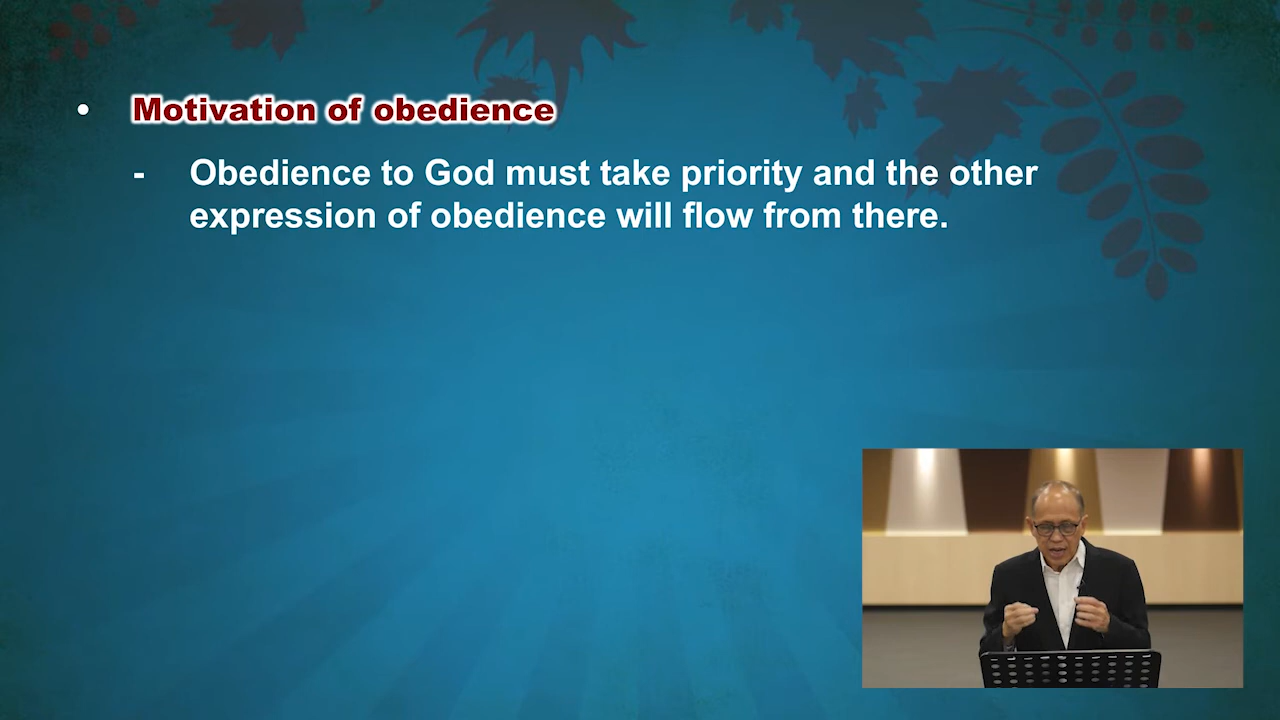 • Motivation of obedience
- Obedience to God must take priority and the other
expression of obedience will flow from there.